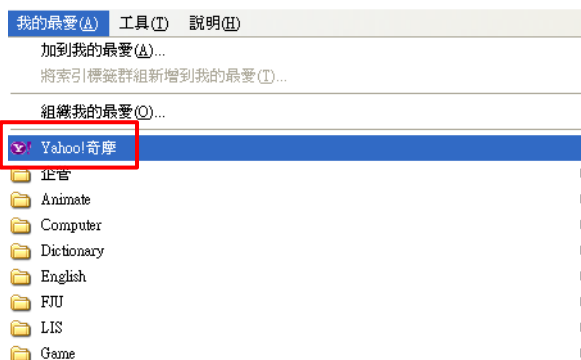 我的最愛(A) 工具(T) 說明(H)
加到我的最愛(A)...
將索引標籤群組新增到我的最愛(T)...
組織我的最愛(O)...
Yahoo!奇摩
企管
Animate
Computer
Dictionary
English
FJU
LIS
Game